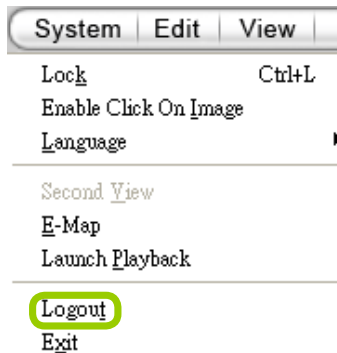 System Edit View
Lock Ctrl+L
Enable Click On Image
Language
Second View
E-Map
Launch Playback
Logout
Exit